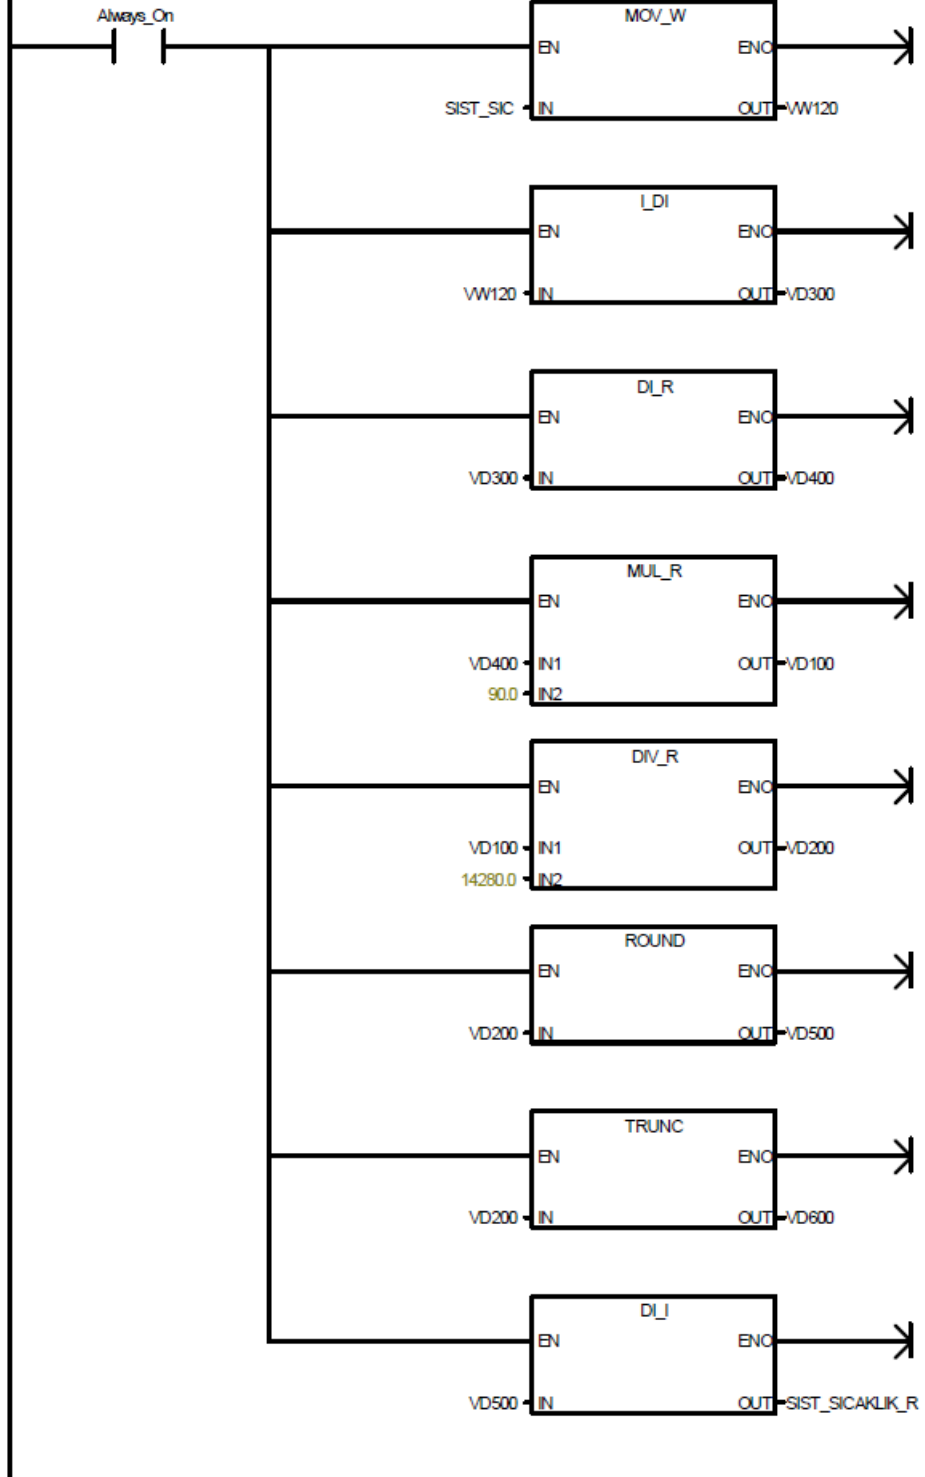 Always_On
MOV_W
EN ENO
SIST_SIC IN OUT VW120
I_DI
EN ENO
VW120 IN OUT VD300
DI_R
EN ENO
VD300 IN OUT VD400
MUL_R
EN ENO
VD400 IN1 OUT VD100
90.0 IN2
DIV_R
EN ENO
VD100 IN1 OUT VD200
14280.0 IN2
ROUND
EN ENO
VD200 IN OUT VD500
TRUNC
EN ENO
VD200 IN OUT VD600
DI_I
EN ENO
VD500 IN OUT SIST_SICAKLIK_R